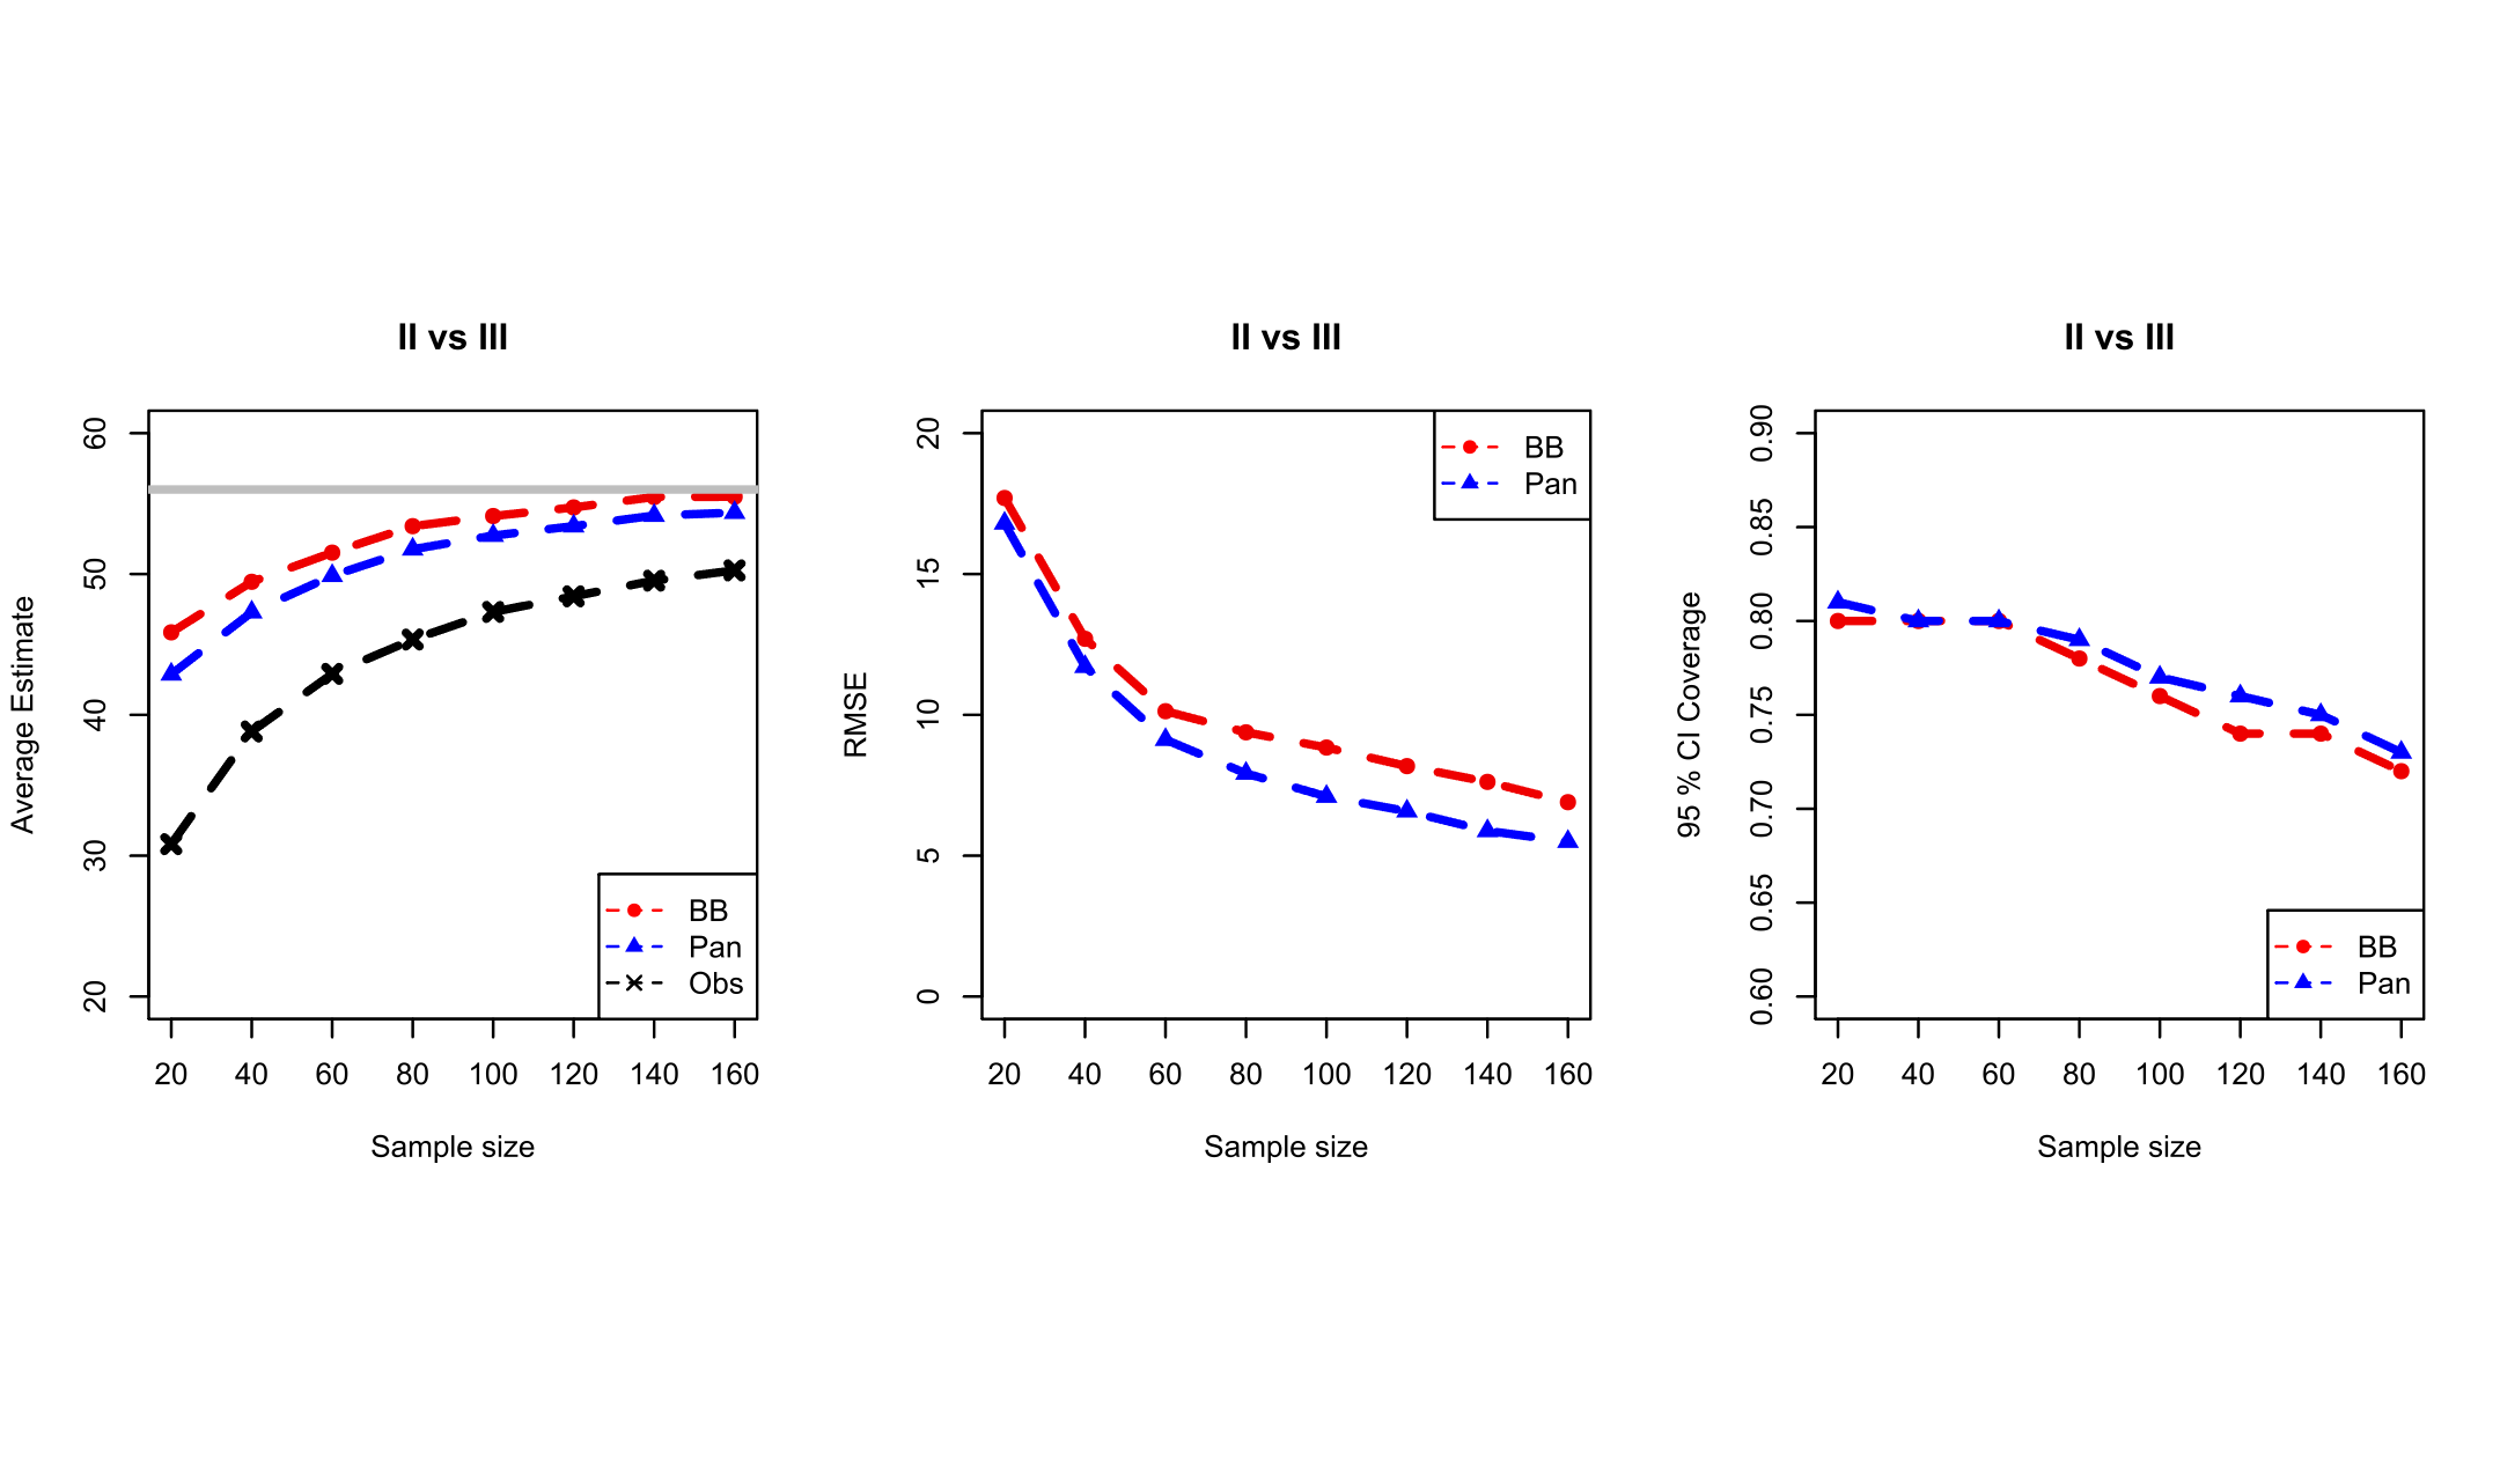 II vs III
Average Estimate
60
50
40
30
20
BB
Pan
Obs
20 40 60 80 100 120 140 160
Sample size
II vs III
RMSE
20
15
10
5
0
BB
Pan
20 40 60 80 100 120 140 160
Sample size
II vs III
95 % CI Coverage
0.90
0.85
0.80
0.75
0.70
0.65
0.60
BB
Pan
20 40 60 80 100 120 140 160
Sample size